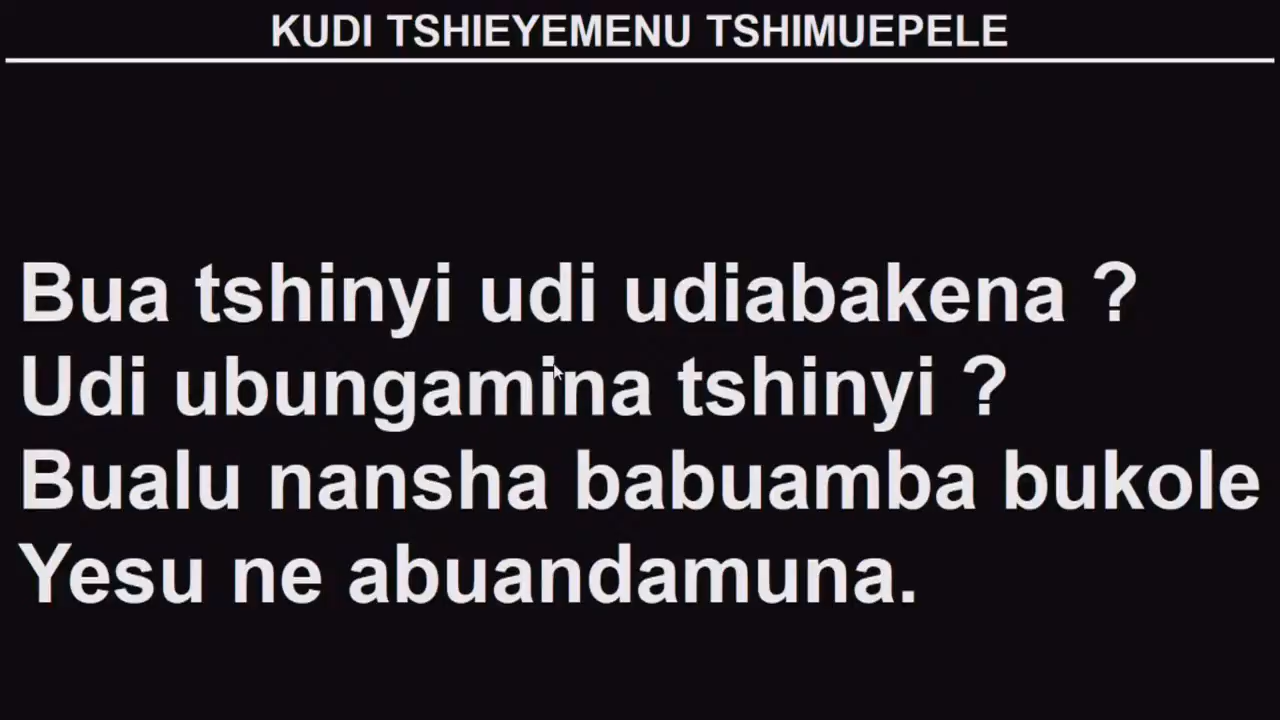 KUDI TSHIEYEMENU TSHIMUEPELE
Bua tshinyi udi udiabakena ?
Udi ubungamina tshinyi ?
Bualu nansha babuamba bukole
Yesu ne abuandamuna.